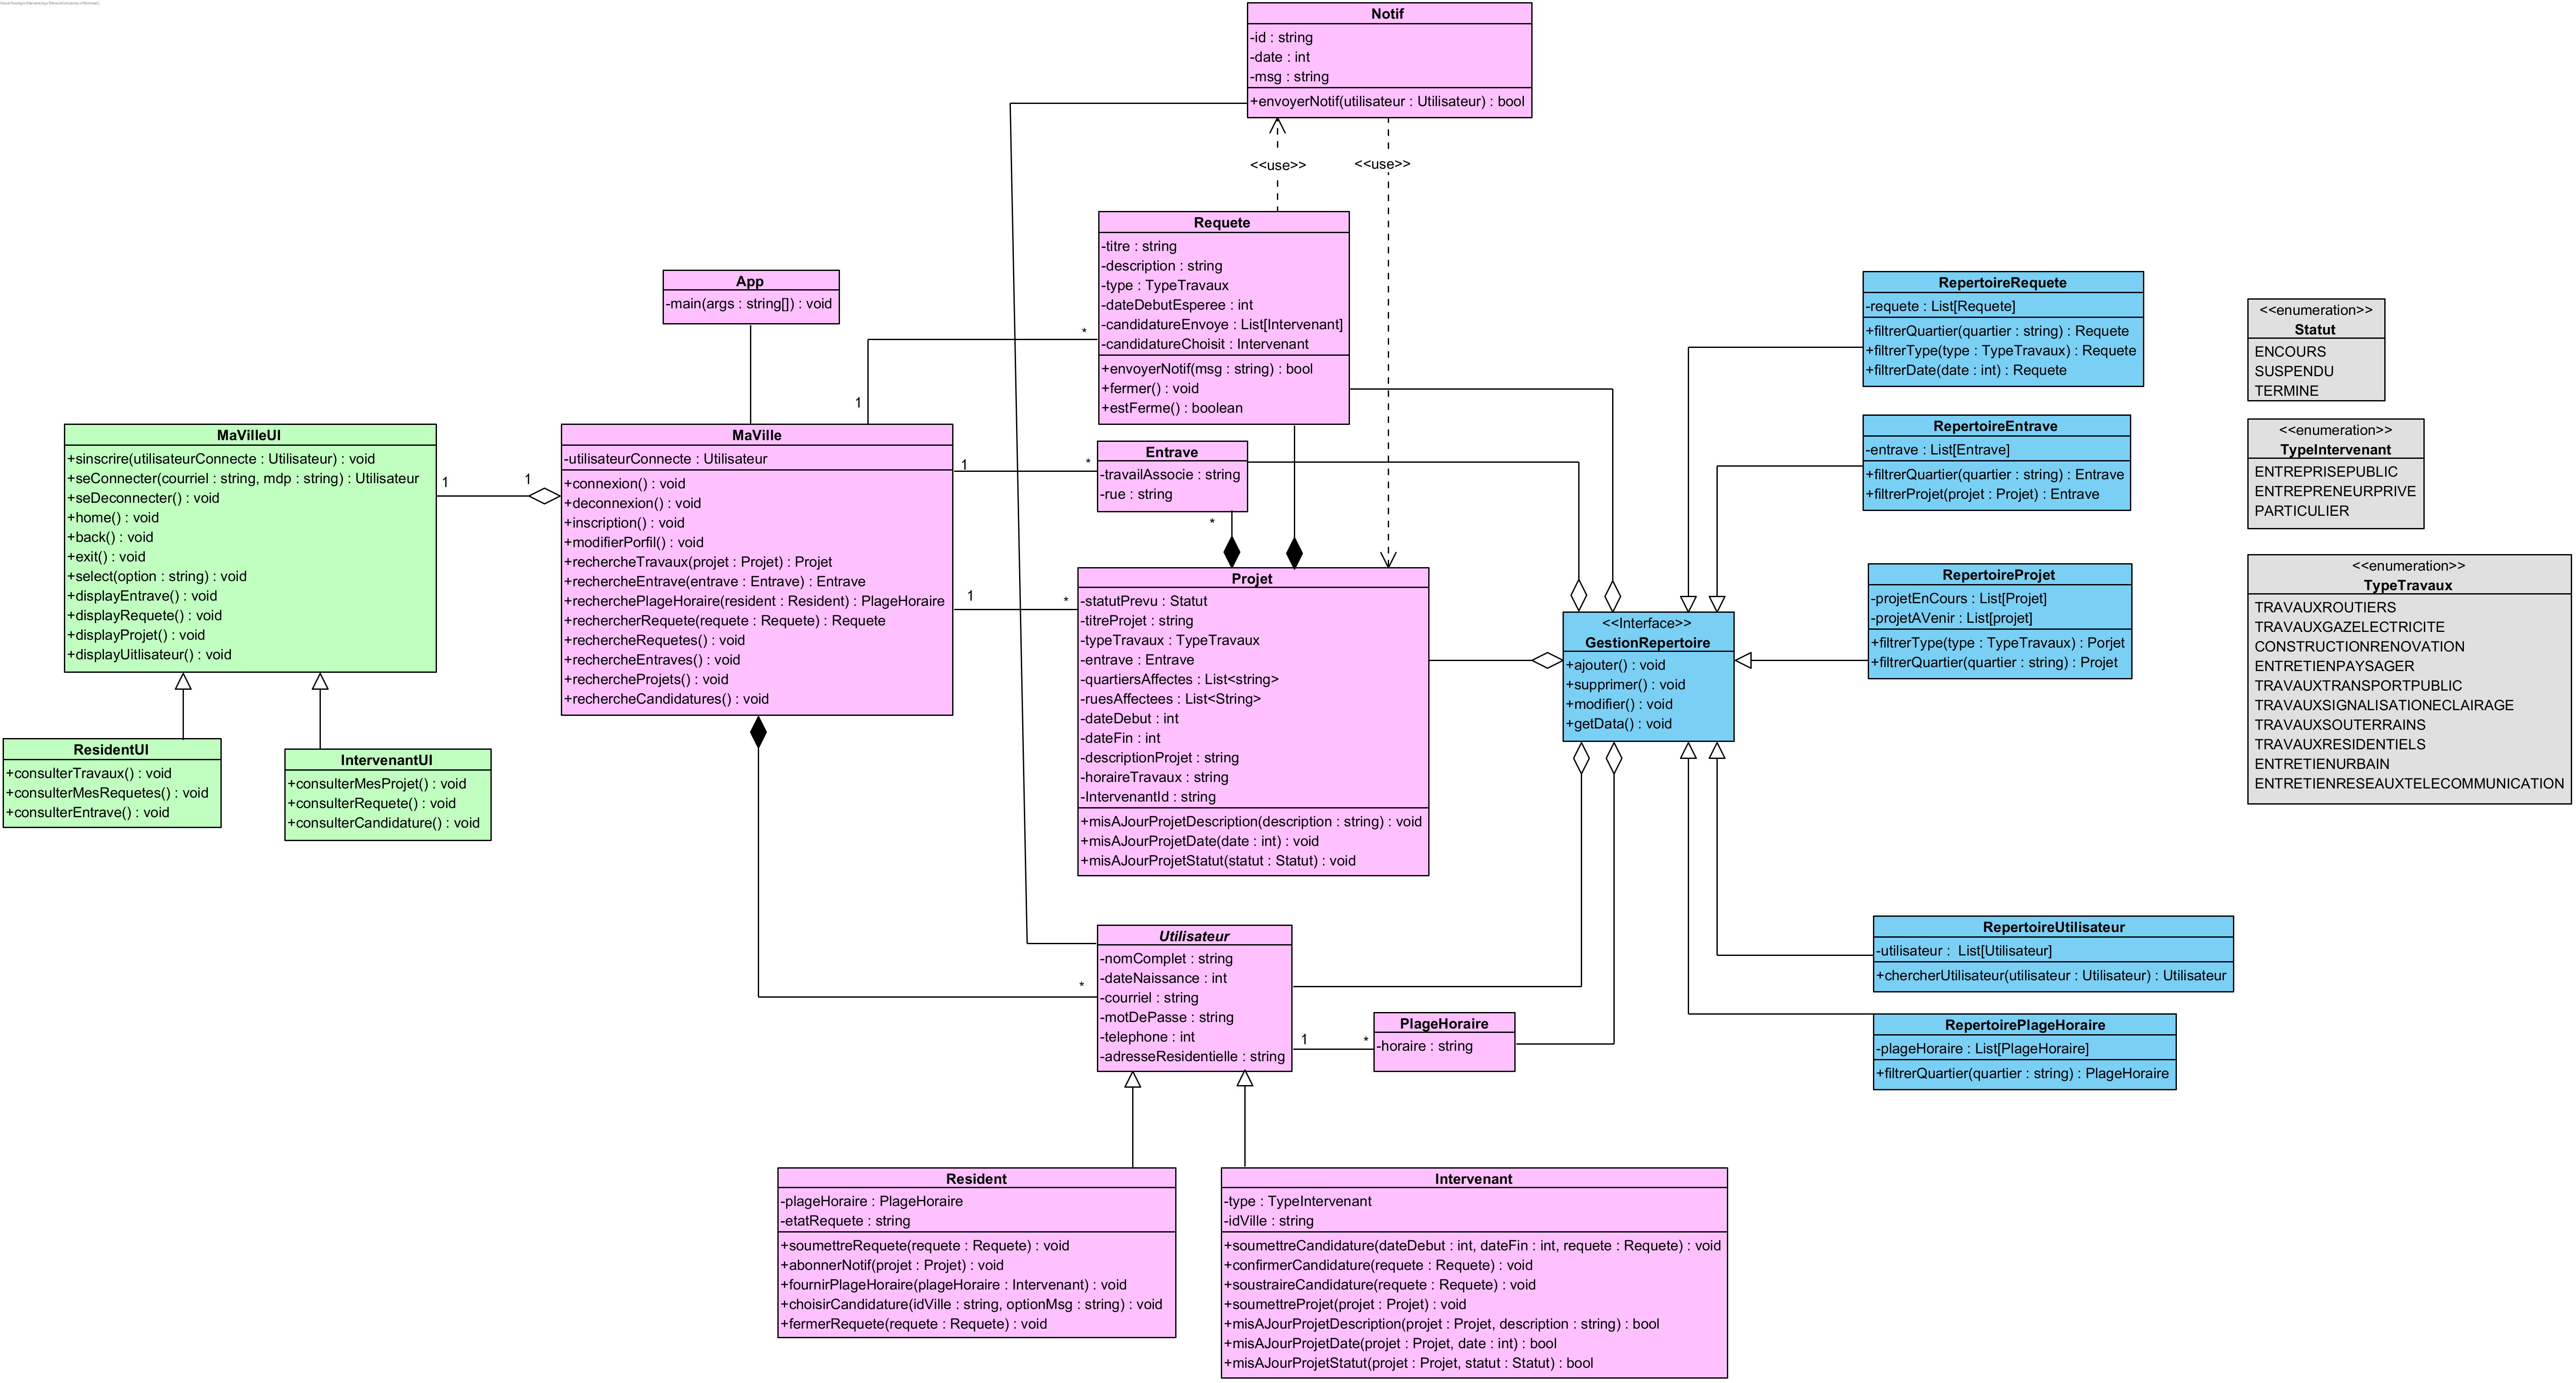 Notif
-id : string
-date : int
-msg : string
+envoyerNotif(utilisateur : Utilisateur) : bool
<<use>>
<<use>>
Requete
-titre : string
-description : string
-type : TypeTravaux
-dateDebutEsperee : int
-candidatureEnvoye : List[Intervenant]
-candidatureChoisit : Intervenant
+envoyerNotif(msg : string) : bool
+fermer() : void
+estFerme() : boolean
App
-main(args : string[]) : void
*
1
MaVilleUI
+sinscrire(utilisateurConnecte : Utilisateur) : void
+seConnecter(courriel : string, mdp : string) : Utilisateur
+seDeconnecter() : void
+home() : void
+back() : void
+exit() : void
+select(option : string) : void
+displayEntrave() : void
+displayRequete() : void
+displayProjet() : void
+displayUitlisateur() : void
1
1
MaVille
-utilisateurConnecte : Utilisateur
+connexion() : void
+deconnexion() : void
+inscription() : void
+modifierPorfil() : void
+rechercheTravaux(projet : Projet) : Projet
+rechercheEntrave(entrave : Entrave) : Entrave
+recherchePlageHoraire(resident : Resident) : PlageHoraire
+rechercherRequete(requete : Requete) : Requete
+rechercheRequetes() : void
+rechercheEntraves() : void
+rechercheProjets() : void
+rechercheCandidatures() : void
1
*
Entrave
-travailAssocie : string
-rue : string
*
1
*
Projet
-statutPrevu : Statut
-titreProjet : string
-typeTravaux : TypeTravaux
-entrave : Entrave
-quartiersAffectes : List<string>
-ruesAffectees : List<String>
-dateDebut : int
-dateFin : int
-descriptionProjet : string
-horaireTravaux : string
-IntervenantId : string
+misAJourProjetDescription(description : string) : void
+misAJourProjetDate(date : int) : void
+misAJourProjetStatut(statut : Statut) : void
ResidentUI
+consulterTravaux() : void
+consulterMesRequetes() : void
+consulterEntrave() : void
IntervenantUI
+consulterMesProjet() : void
+consulterRequete() : void
+consulterCandidature() : void
<<Interface>>
GestionRepertoire
+ajouter() : void
+supprimer() : void
+modifier() : void
+getData() : void
RepertoireRequete
-requete : List[Requete]
+filtrerQuartier(quartier : string) : Requete
+filtrerType(type : TypeTravaux) : Requete
+filtrerDate(date : int) : Requete
RepertoireEntrave
-entrave : List[Entrave]
+filtrerQuartier(quartier : string) : Entrave
+filtrerProjet(projet : Projet) : Entrave
RepertoireProjet
-projetEnCours : List[Projet]
-projetAVenir : List[projet]
+filtrerType(type : TypeTravaux) : Porjet
+filtrerQuartier(quartier : string) : Projet
RepertoireUtilisateur
-utilisateur : List[Utilisateur]
+chercherUtilisateur(utilisateur : Utilisateur) : Utilisateur
RepertoirePlageHoraire
-plageHoraire : List[PlageHoraire]
+filtrerQuartier(quartier : string) : PlageHoraire
<<enumeration>>
Statut
ENCOURS
SUSPENDU
TERMINE
<<enumeration>>
TypeIntervenant
ENTREPRISEPUBLIC
ENTREPRENEURPRIVE
PARTICULIER
<<enumeration>>
TypeTravaux
TRAVAUXROUTIERS
TRAVAUXGAZELECTRICITE
CONSTRUCTIONRENOVATION
ENTRETIENPAYSAGER
TRAVAUXTRANSPORTPUBLIC
TRAVAUXSIGNALISATIONECLAIRAGE
TRAVAUXSOUTERRAINS
TRAVAUXRESIDENTIELS
ENTRETIENURBAIN
ENTRETIENRESEAUXTELECOMMUNICATION
*
Utilisateur
-nomComplet : string
-dateNaissance : int
-courriel : string
-motDePasse : string
-telephone : int
-adresseResidentielle : string
1
*
PlageHoraire
-horaire : string
Resident
-plageHoraire : PlageHoraire
-etatRequete : string
+soumettreRequete(requete : Requete) : void
+abonnerNotif(projet : Projet) : void
+fournirPlageHoraire(plageHoraire : Intervenant) : void
+choisirCandidature(idVille : string, optionMsg : string) : void
+fermerRequete(requete : Requete) : void
Intervenant
-type : TypeIntervenant
-idVille : string
+soumettreCandidature(dateDebut : int, dateFin : int, requete : Requete) : void
+confirmerCandidature(requete : Requete) : void
+soustraireCandidature(requete : Requete) : void
+soumettreProjet(projet : Projet) : void
+misAJourProjetDescription(projet : Projet, description : string) : bool
+misAJourProjetDate(projet : Projet, date : int) : bool
+misAJourProjetStatut(projet : Projet, statut : Statut) : bool